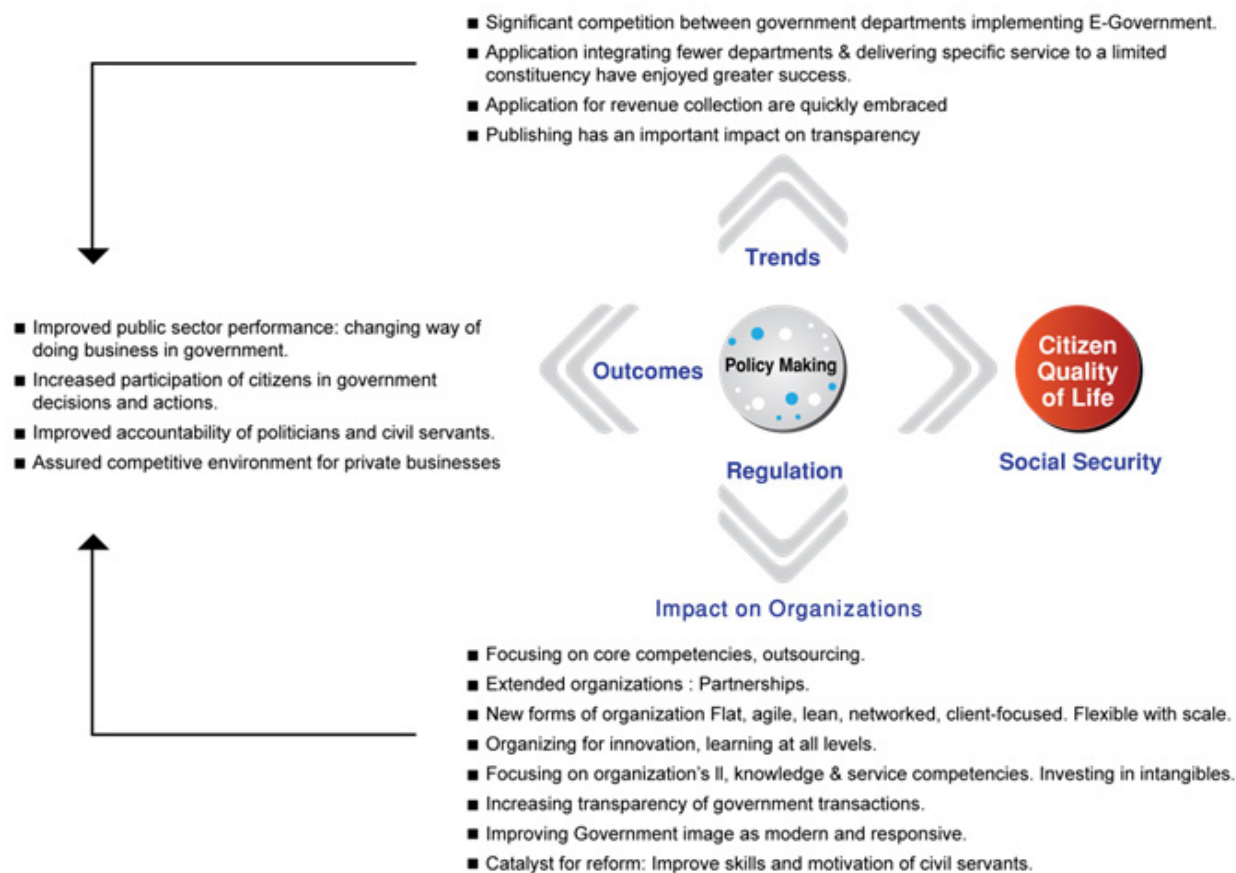 ■ Significant competition between government departments implementing E-Government.
■ Application integrating fewer departments & delivering specific service to a limited
constituency have enjoyed greater success.
■ Application for revenue collection are quickly embraced
■ Publishing has an important impact on transparency
Trends
■ Improved public sector performance: changing way of
doing business in government.
■ Increased participation of citizens in government
decisions and actions.
■ Improved accountability of politicians and civil servants.
■ Assured competitive environment for private businesses
Outcomes
Policy Making
Citizen
Quality
of Life
Regulation
Social Security
Impact on Organizations
■ Focusing on core competencies, outsourcing.
■ Extended organizations : Partnerships.
■ New forms of organization Flat, agile, lean, networked, client-focused. Flexible with scale.
■ Organizing for innovation, learning at all levels.
■ Focusing on organization's II, knowledge & service competencies. Investing in intangibles.
■ Increasing transparency of government transactions.
■ Improving Government image as modern and responsive.
■ Catalyst for reform: Improve skills and motivation of civil servants.